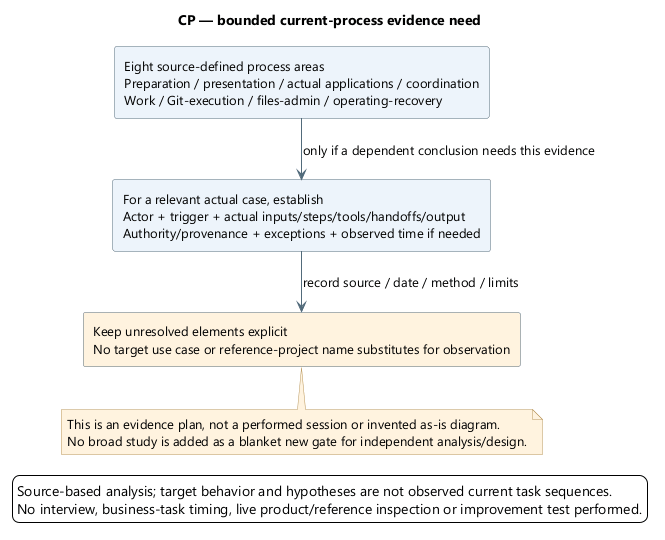 CP — bounded current-process evidence need
Eight source-defined process areas
Preparation / presentation / actual applications / coordination
Work / Git-execution / files-admin / operating-recovery
only if a dependent conclusion needs this evidence
For a relevant actual case, establish
Actor + trigger + actual inputs/steps/tools/handoffs/output
Authority/provenance + exceptions + observed time if needed
record source / date / method / limits
Keep unresolved elements explicit
No target use case or reference-project name substitutes for observation
This is an evidence plan, not a performed session or invented as-is diagram.
No broad study is added as a blanket new gate for independent analysis/design.
Source-based analysis; target behavior and hypotheses are not observed current task sequences.
No interview, business-task timing, live product/reference inspection or improvement test performed.